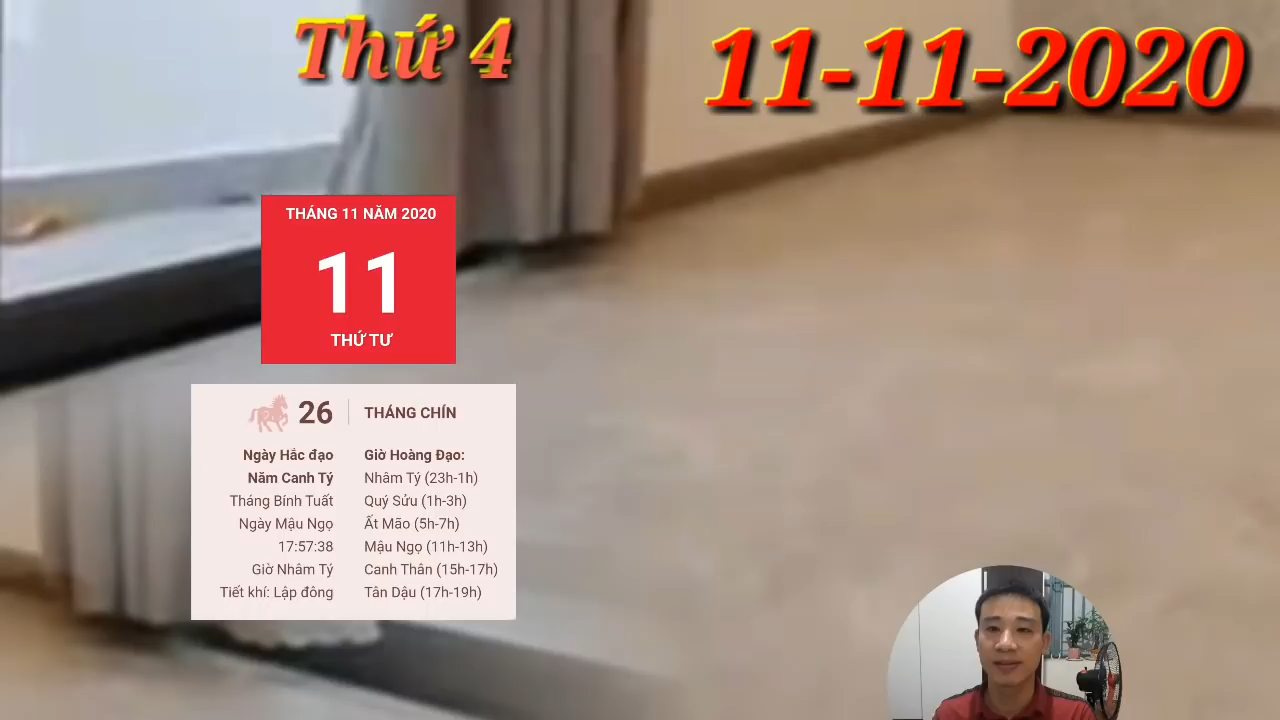 Thứ 4
11-11-2020
THÁNG 11 NĂM 2020
11
THỨ TƯ
26
THÁNG CHÍN
Ngày Hắc đạo
Năm Canh Tý
Tháng Bính Tuất
Ngày Mậu Ngọ
17:57:38
Giờ Nhâm Tý
Tiết khí: Lập đông
Giờ Hoàng Đạo:
Nhâm Tý (23h-1h)
Quý Sửu (1h-3h)
Ất Mão (5h-7h)
Mậu Ngọ (11h-13h)
Canh Thân (15h-17h)
Tân Dậu (17h-19h)